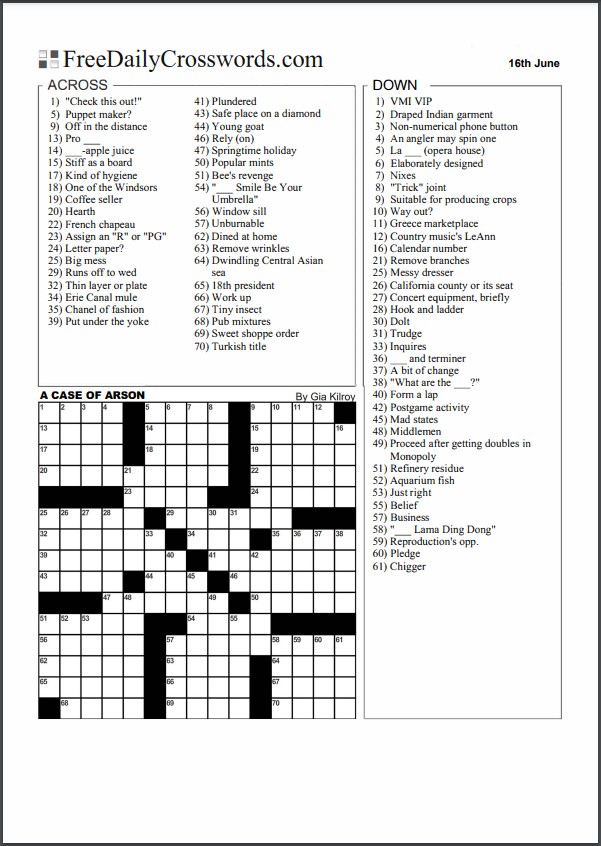 FreeDailyCrosswords.com
16th June
ACROSS
1) "Check this out!"
5) Puppet maker?
9) Off in the distance
13) Pro ___
14) ___-apple juice
15) Stiff as a board
17) Kind of hygiene
18) One of the Windsors
19) Coffee seller
20) Hearth
22) French chapeau
23) Assign an "R" or "PG"
24) Letter paper?
25) Big mess
29) Runs off to wed
32) Thin layer or plate
34) Erie Canal mule
35) Chanel of fashion
39) Put under the yoke
41) Plundered
43) Safe place on a diamond
44) Young goat
46) Rely (on)
47) Springtime holiday
50) Popular mints
51) Bee's revenge
54) "___ Smile Be Your
Umbrella"
56) Window sill
57) Unburnable
62) Dined at home
63) Remove wrinkles
64) Dwindling Central Asian
sea
65) 18th president
66) Work up
67) Tiny insect
68) Pub mixtures
69) Sweet shoppe order
70) Turkish title
DOWN
1) VMI VIP
2) Draped Indian garment
3) Non-numerical phone button
4) An angler may spin one
5) La ___ (opera house)
6) Elaborately designed
7) Nixes
8) "Trick" joint
9) Suitable for producing crops
10) Way out?
11) Greece marketplace
12) Country music's LeAnn
16) Calendar number
21) Remove branches
25) Messy dresser
26) California county or its seat
27) Concert equipment, briefly
28) Hook and ladder
30) Dolt
31) Trudge
33) Inquires
36) ___ and terminer
37) A bit of change
38) "What are the ___?"
40) Form a lap
42) Postgame activity
45) Mad states
48) Middlemen
49) Proceed after getting doubles in
Monopoly
51) Refinery residue
52) Aquarium fish
53) Just right
55) Belief
57) Business
58) "___ Lama Ding Dong"
59) Reproduction's opp.
60) Pledge
61) Chigger
A CASE OF ARSON
By Gia Kilroy
1 2 3 4 5 6 7 8 9 10 11 12
13 14 15 16
17 18 19
20 21 22
23 24
25 26 27 28 29 30 31
32 33 34 35 36 37 38
39 40 41 42
43 44 45 46
47 48 49 50
51 52 53 54 55
56 57 58 59 60 61
62 63 64
65 66 67
68 69 70